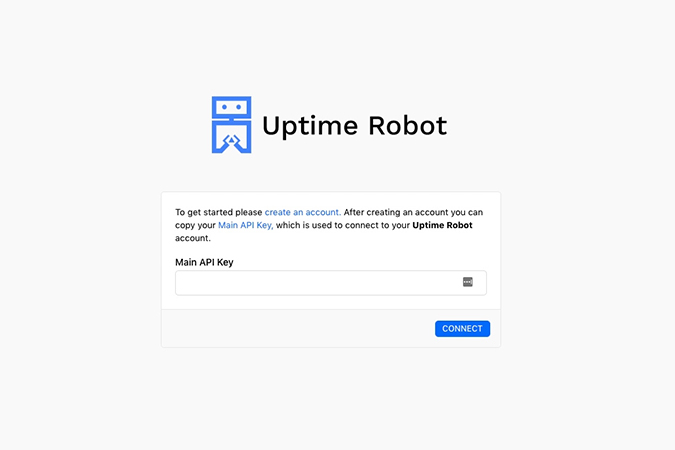 Uptime Robot
To get started please create an account. After creating an account you can
copy your Main API Key, which is used to connect to your Uptime Robot
account.
Main API Key
CONNECT